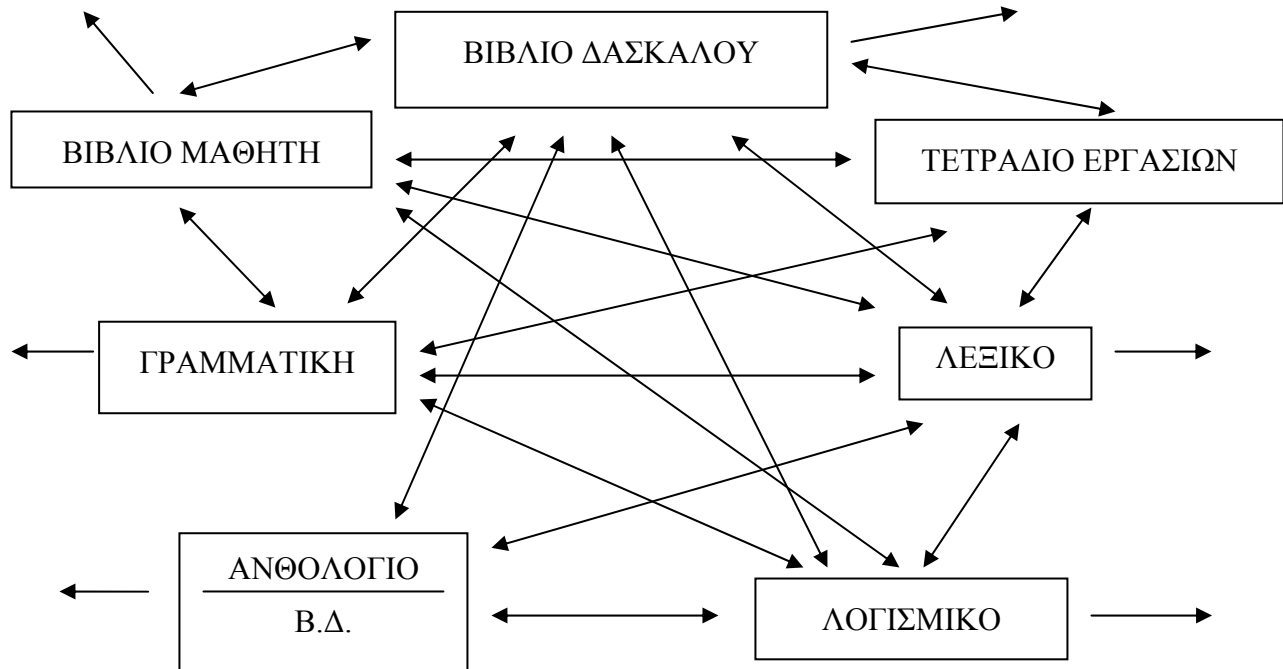 ΒΙΒΛΙΟ ΔΑΣΚΑΛΟΥ
ΒΙΒΛΙΟ ΜΑΘΗΤΗ
ΤΕΤΡΑΔΙΟ ΕΡΓΑΣΙΩΝ
ΓΡΑΜΜΑΤΙΚΗ
ΛΕΞΙΚΟ
ΑΝΘΟΛΟΓΙΟ
Β.Δ.
ΛΟΓΙΣΜΙΚΟ